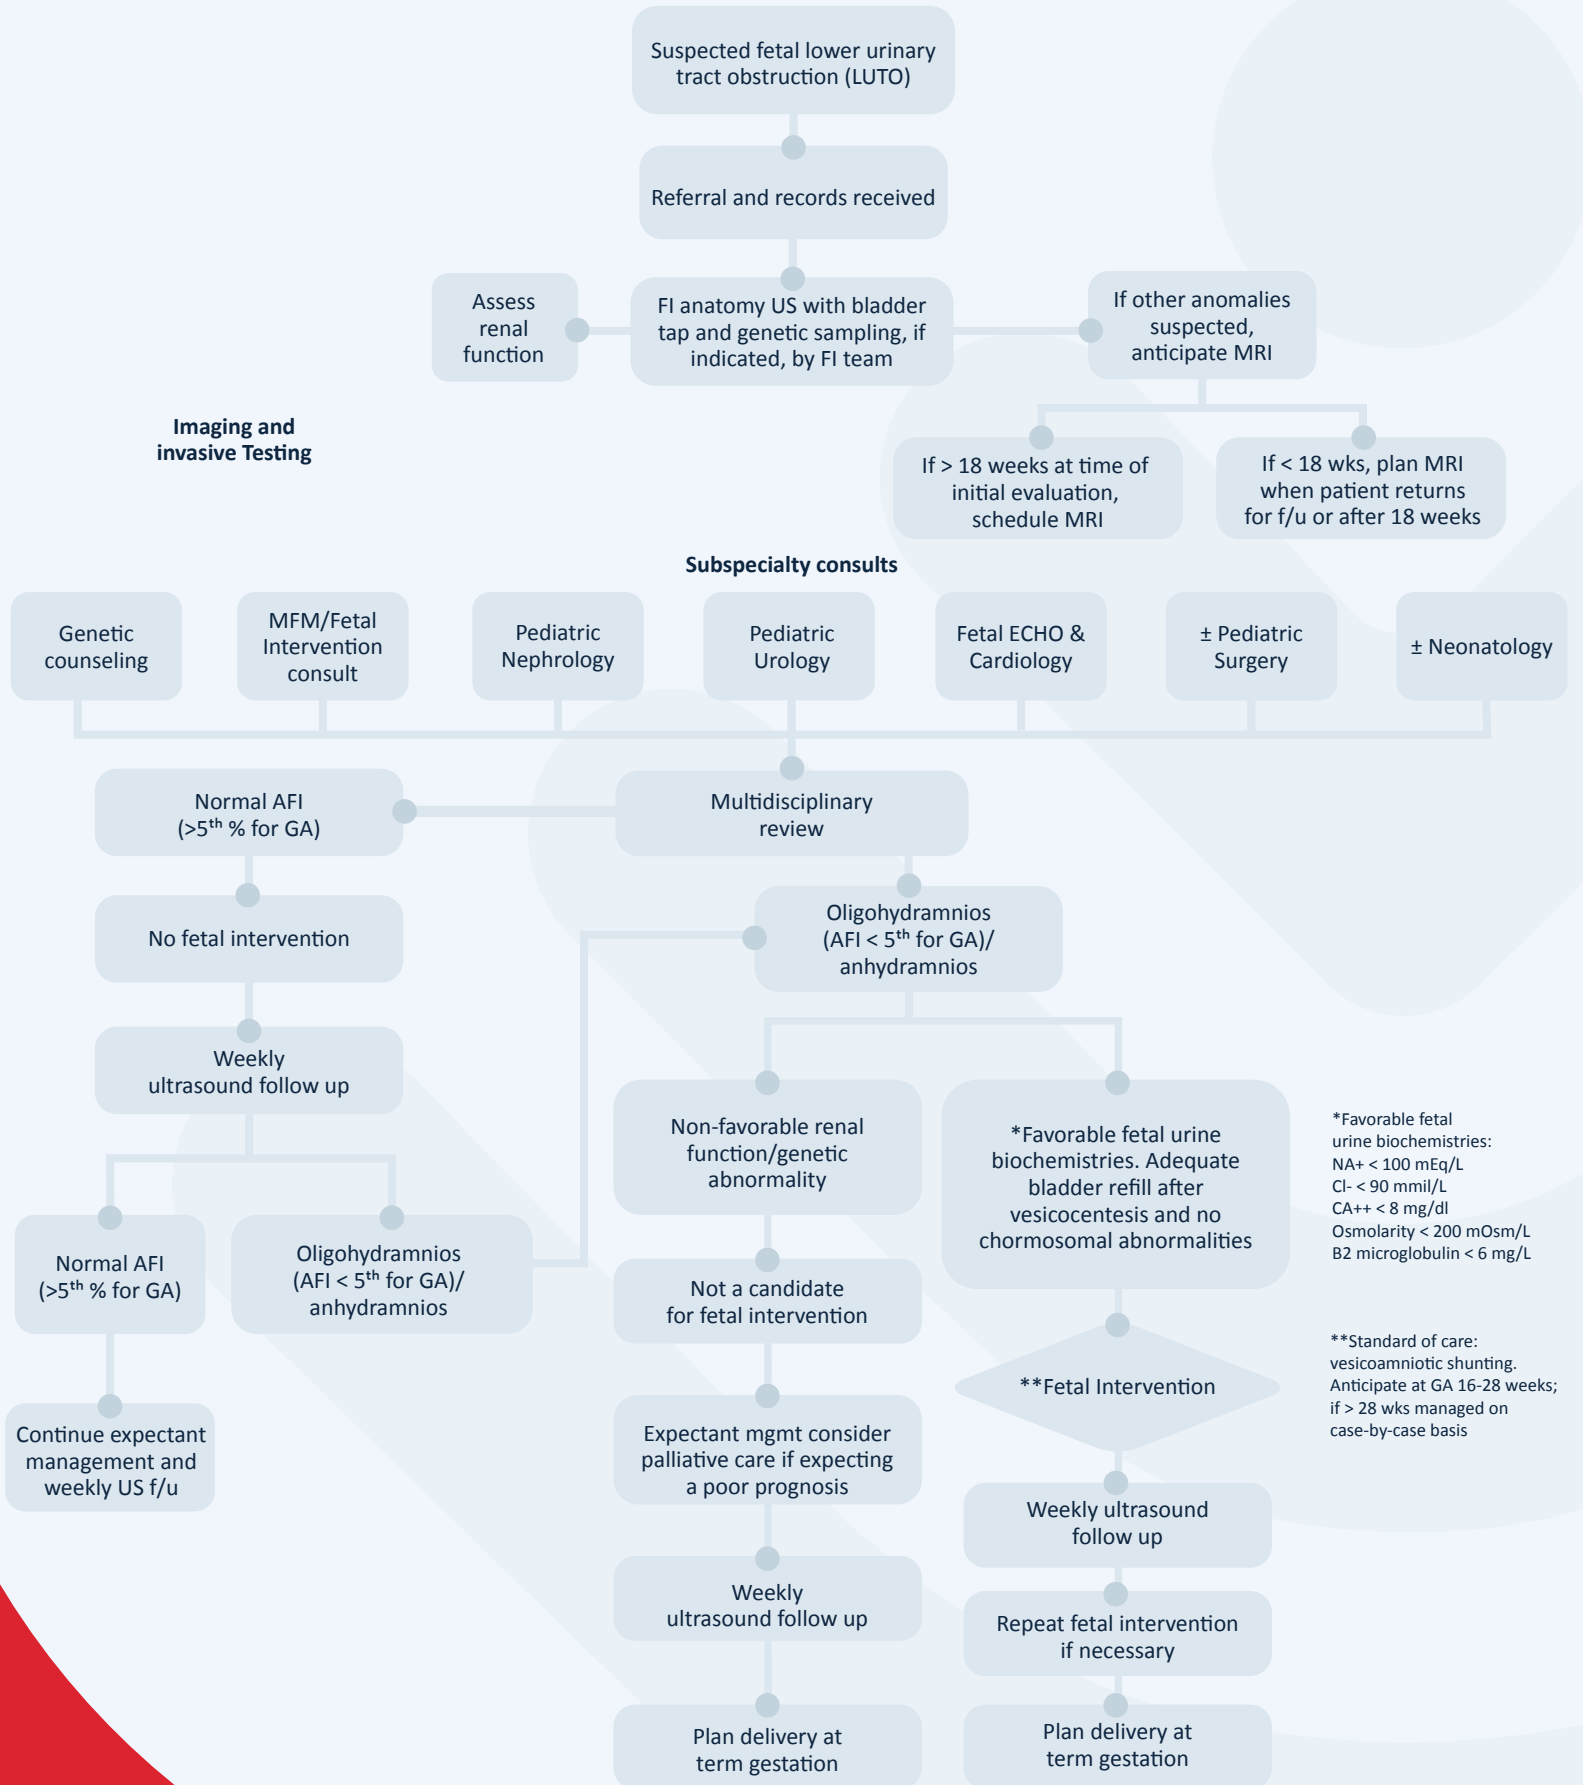 Suspected fetal lower urinary
tract obstruction (LUTO)
Referral and records received
Assess
renal
function
FI anatomy US with bladder
tap and genetic sampling, if
indicated, by FI team
If other anomalies
suspected,
anticipate MRI
Imaging and
invasive Testing
If > 18 weeks at time of
initial evaluation,
schedule MRI
If < 18 wks, plan MRI
when patient returns
for f/u or after 18 weeks
Subspecialty consults
Genetic
counseling
MFM/Fetal
Intervention
consult
Pediatric
Nephrology
Pediatric
Urology
Fetal ECHO &
Cardiology
± Pediatric
Surgery
± Neonatology
Normal AFI
(>5ᵗʰ % for GA)
Multidisciplinary
review
No fetal intervention
Oligohydramnios
(AFI < 5ᵗʰ for GA)/
anhydramnios
Weekly
ultrasound follow up
Normal AFI
(>5ᵗʰ % for GA)
Oligohydramnios
(AFI < 5ᵗʰ for GA)/
anhydramnios
Continue expectant
management and
weekly US f/u
Non-favorable renal
function/genetic
abnormality
*Favorable fetal urine
biochemistries. Adequate
bladder refill after
vesicocentesis and no
chormosomal abnormalities
*Favorable fetal
urine biochemistries:
NA+ < 100 mEq/L
Cl- < 90 mmil/L
CA++ < 8 mg/dl
Osmolarity < 200 mOsm/L
B2 microglobulin < 6 mg/L
Not a candidate
for fetal intervention
**Fetal Intervention
**Standard of care:
vesicoamniotic shunting.
Anticipate at GA 16-28 weeks;
if > 28 wks managed on
case-by-case basis
Expectant mgmt consider
palliative care if expecting
a poor prognosis
Weekly ultrasound
follow up
Weekly
ultrasound follow up
Repeat fetal intervention
if necessary
Plan delivery at
term gestation
Plan delivery at
term gestation